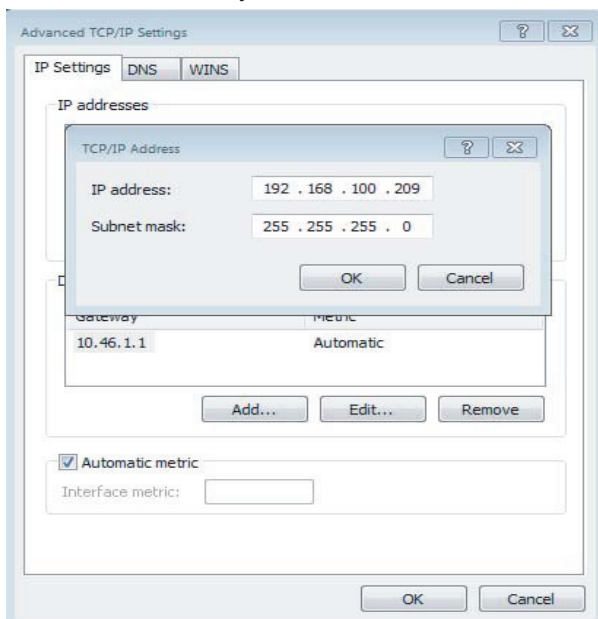 Advanced TCP/IP Settings
IP Settings DNS WINS
IP addresses
TCP/IP Address
IP address: 192 . 168 . 100 . 209
Subnet mask: 255 . 255 . 255 . 0
OK Cancel
Gateway Metric
10.46.1.1 Automatic
Add... Edit... Remove
Automatic metric
Interface metric:
OK Cancel